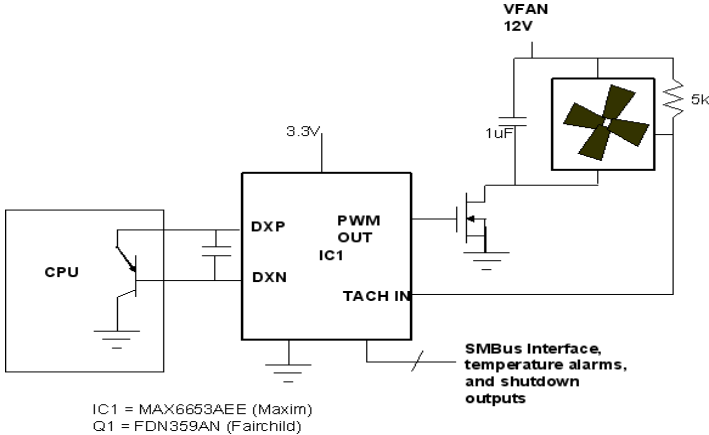 VFAN
12V
5k
1uF
3.3V
DXP
PWM
OUT
IC1
CPU
DXN
TACH IN
SMBus Interface,
temperature alarms,
and shutdown
outputs
IC1 = MAX6653AEE (Maxim)
Q1 = FDN359AN (Fairchild)